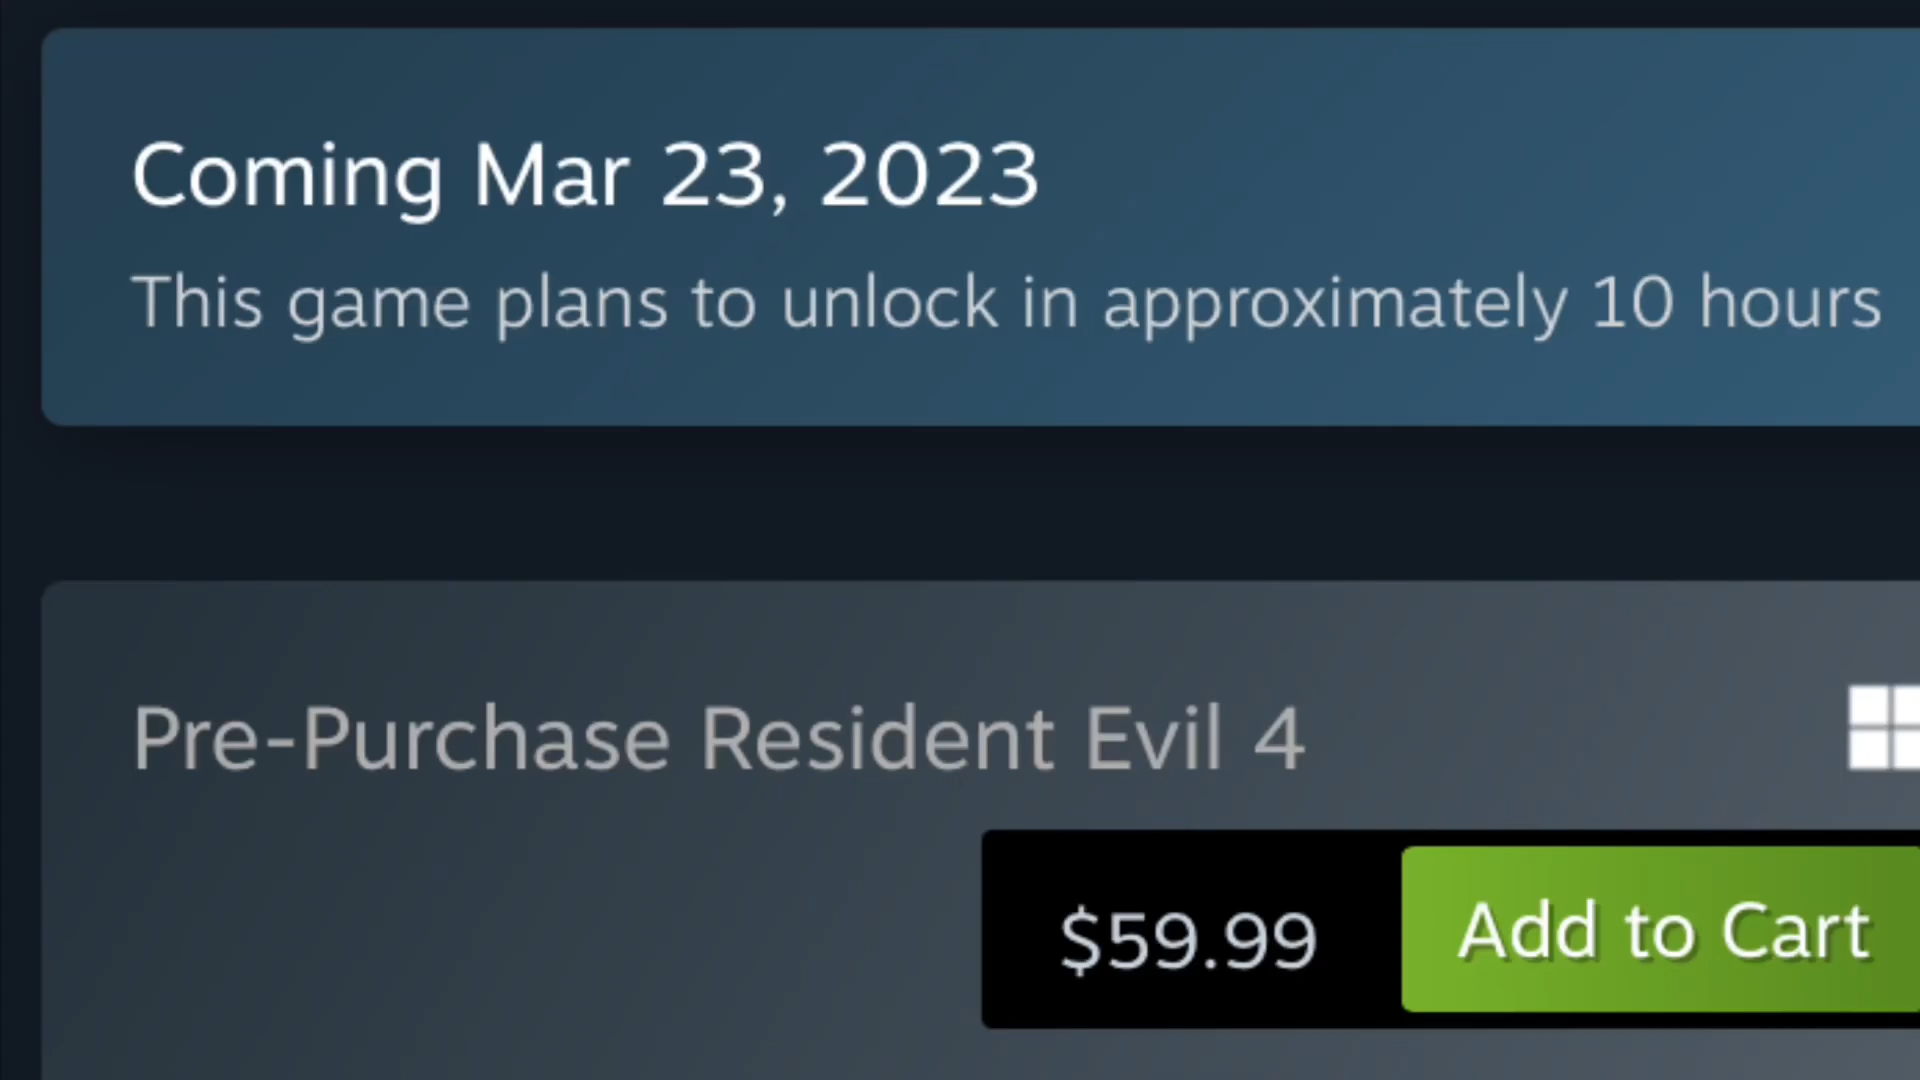 Coming Mar 23, 2023
This game plans to unlock in approximately 10 hours
Pre-Purchase Resident Evil 4
$59.99
Add to Cart